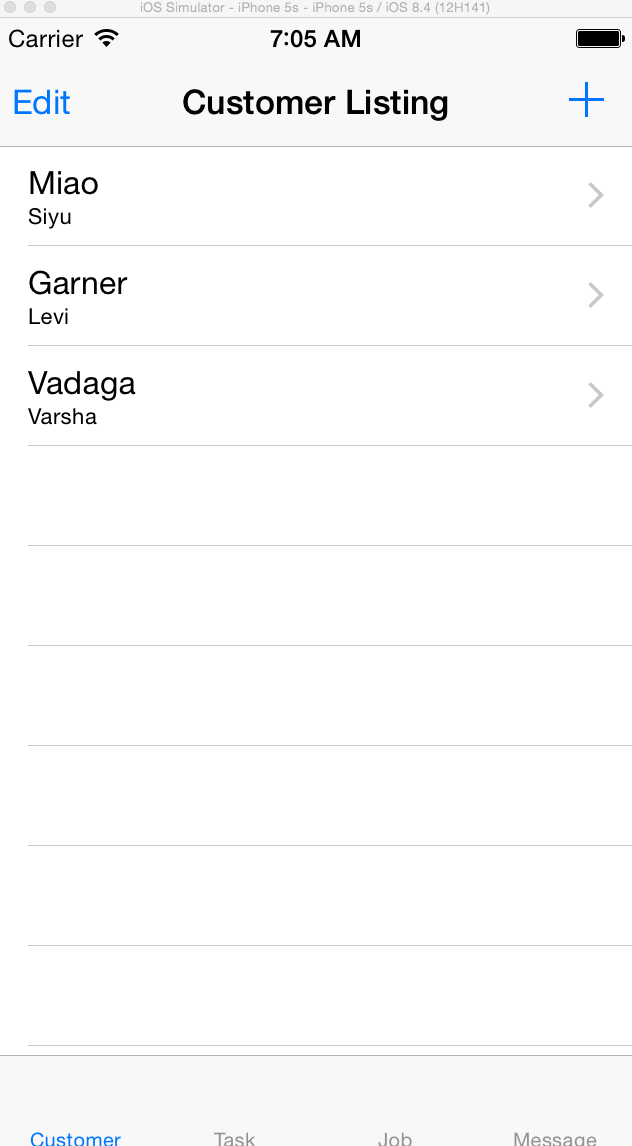 iOS Simulator - iPhone 5s - iPhone 5s / iOS 8.4 (12H141)
Carrier 7:05 AM
Edit Customer Listing +
Miao
Siyu
Garner
Levi
Vadaga
Varsha
Customer Task Job Message